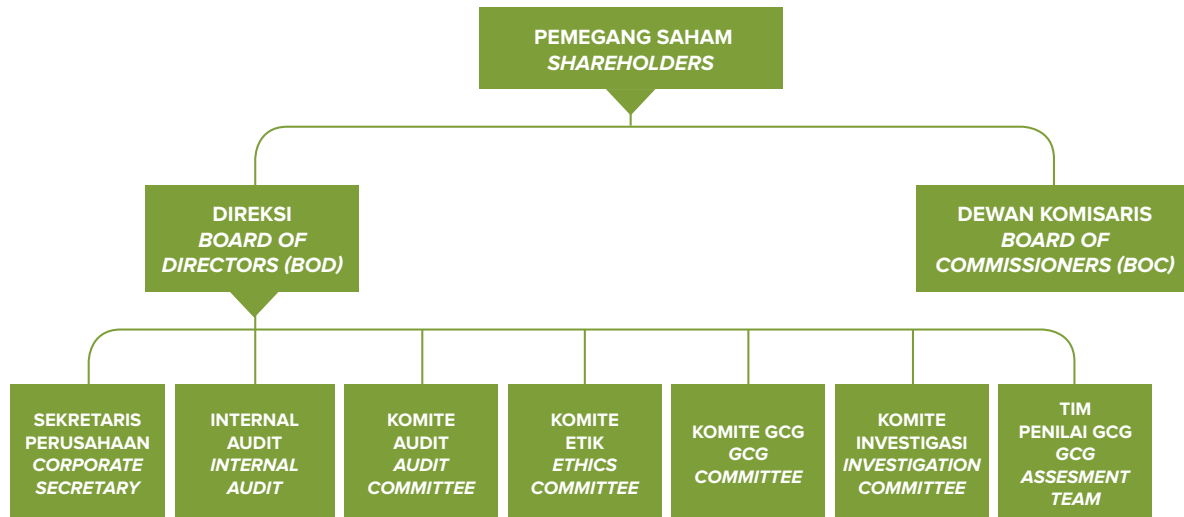 PEMEGANG SAHAM
SHAREHOLDERS
DIREKSI
BOARD OF
DIRECTORS (BOD)
DEWAN KOMISARIS
BOARD OF
COMMISSIONERS (BOC)
SEKRETARIS
PERUSAHAAN
CORPORATE
SECRETARY
INTERNAL
AUDIT
INTERNAL
AUDIT
KOMITE
AUDIT
AUDIT
COMMITTEE
KOMITE
ETIK
ETHICS
COMMITTEE
KOMITE GCG
GCG
COMMITTEE
KOMITE
INVESTIGASI
INVESTIGATION
COMMITTEE
TIM
PENILAI GCG
GCG
ASSESMENT
TEAM